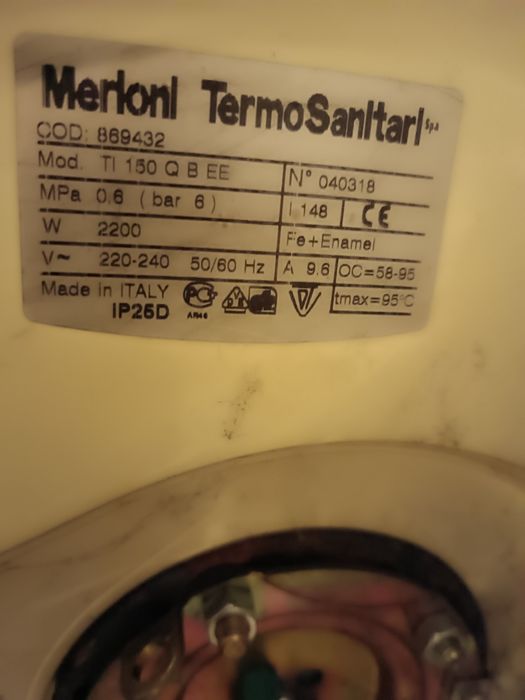 Merloni TermoSanitari SpA
COD: 869432
Mod. TI 150 Q B EE N° 040318
MPa 0.6 (bar 6) l 148 CE
W 2200 Fe+Enamel
V~ 220-240 50/60 Hz A 9.6 OC=58-95
Made in ITALY tmax=95°C
IP25D